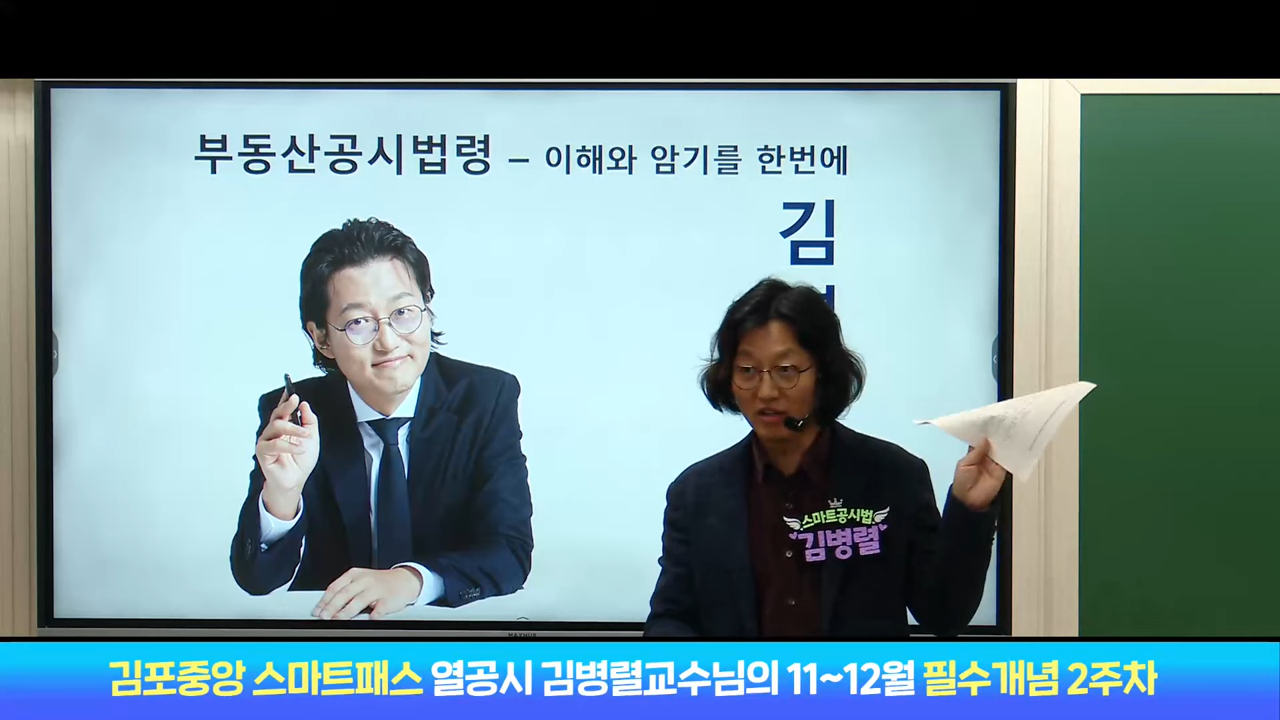 부동산공시법령 – 이해와 암기를 한번에
김
스마트공시법
김병렬
MAXHUB
김포중앙 스마트패스 열공시 김병렬교수님의 11~12월 필수개념 2주차